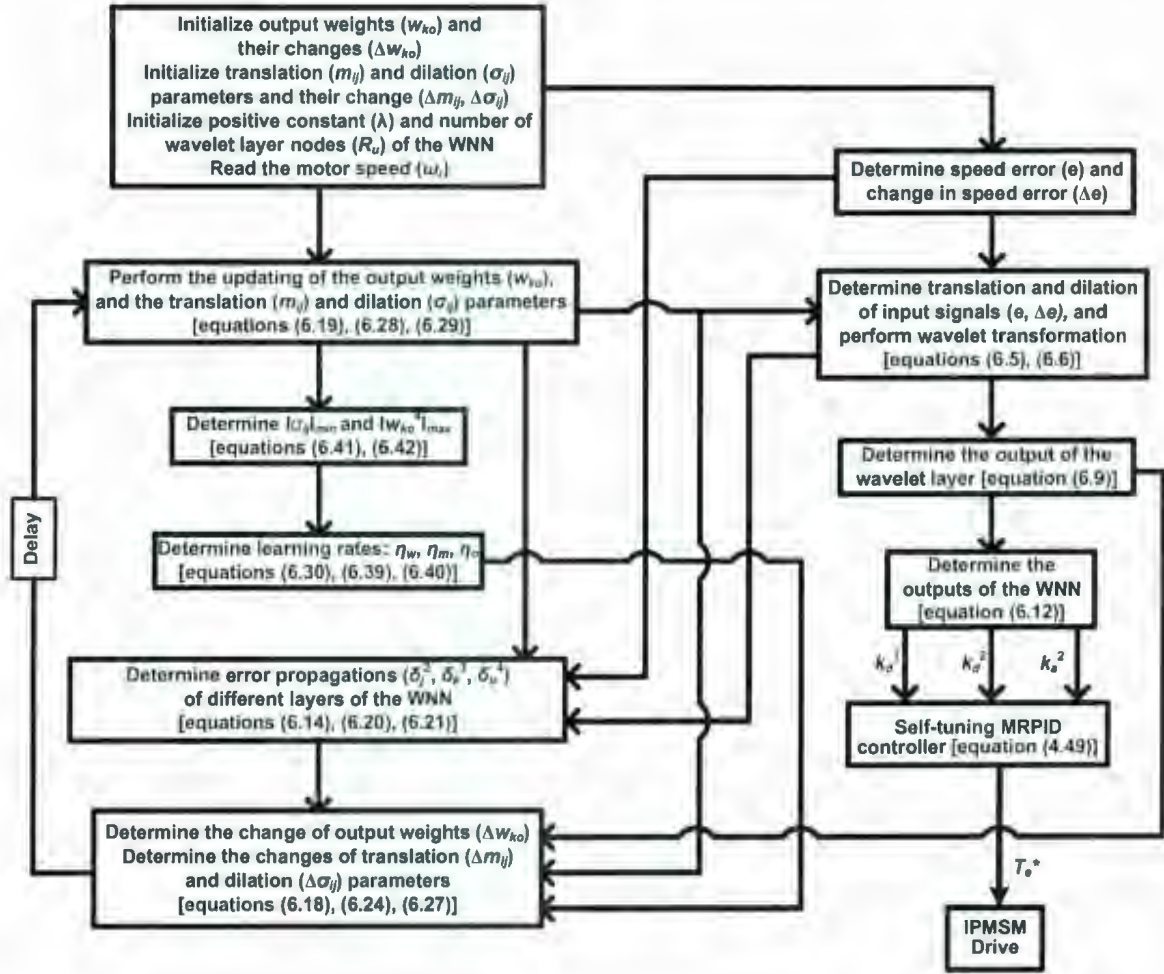 Initialize output weights (wₖₒ) and
their changes (Δwₖₒ)
Initialize translation (mᵢⱼ) and dilation (σᵢⱼ)
parameters and their change (Δmᵢⱼ, Δσᵢⱼ)
Initialize positive constant (λ) and number of
wavelet layer nodes (Rᵤ) of the WNN
Read the motor speed (ωᵣ)
Determine speed error (e) and
change in speed error (Δe)
Perform the updating of the output weights (wₖₒ),
and the translation (mᵢⱼ) and dilation (σᵢⱼ) parameters
[equations (6.19), (6.28), (6.29)]
Determine translation and dilation
of input signals (e, Δe), and
perform wavelet transformation
[equations (6.5), (6.6)]
Determine |σᵢⱼ|min and |wₖₒ⁴|max
[equations (6.41), (6.42)]
Determine the output of the
wavelet layer [equation (6.9)]
Delay
Determine learning rates: ηw, ηm, ησ
[equations (6.30), (6.39), (6.40)]
Determine the
outputs of the WNN
[equation (6.12)]
k_d¹ k_d² k_a²
Determine error propagations (
of different layers of the WNN
[equations (6.14), (6.20), (6.21)]
Self-tuning MRPID
controller [equation (4.49)]
Determine the change of output weights (Δwₖₒ)
Determine the changes of translation (Δmᵢⱼ)
and dilation (Δσᵢⱼ) parameters
[equations (6.18), (6.24), (6.27)]
Tₑ*
IPMSM
Drive